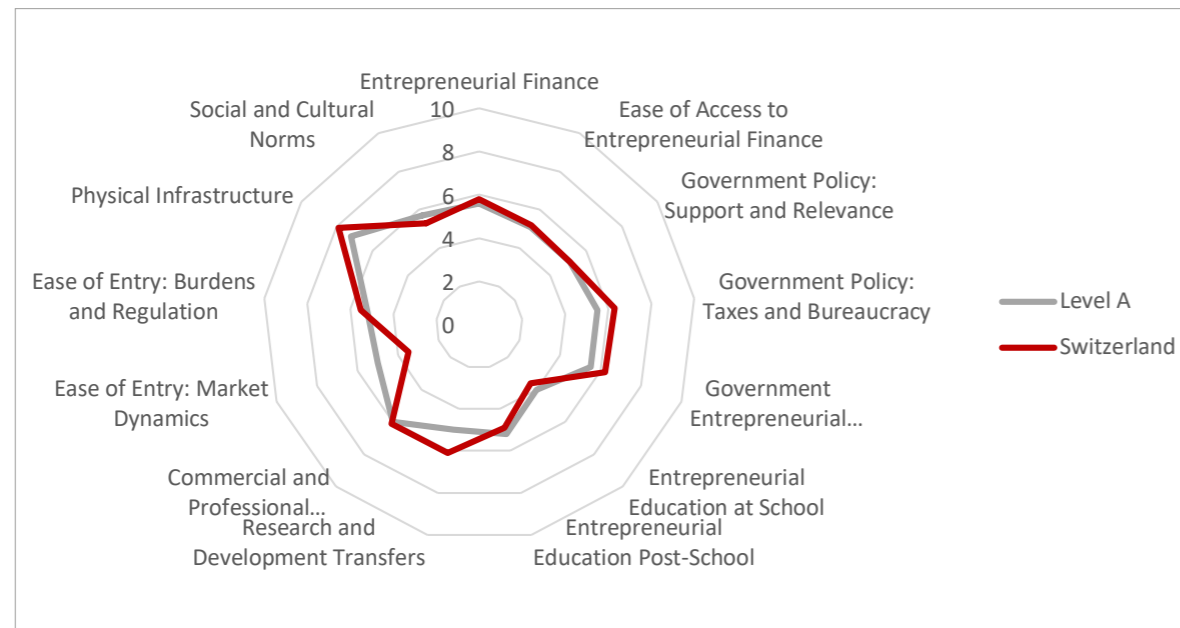 Entrepreneurial Finance
Social and Cultural
Norms
10
Ease of Access to
Entrepreneurial Finance
8
Physical Infrastructure
Government Policy:
Support and Relevance
6
4
Ease of Entry: Burdens
and Regulation
2
Government Policy:
Taxes and Bureaucracy
0
Level A
Switzerland
Ease of Entry: Market
Dynamics
Government
Entrepreneurial...
Commercial and
Professional...
Entrepreneurial
Education at School
Research and
Development Transfers
Entrepreneurial
Education Post-School